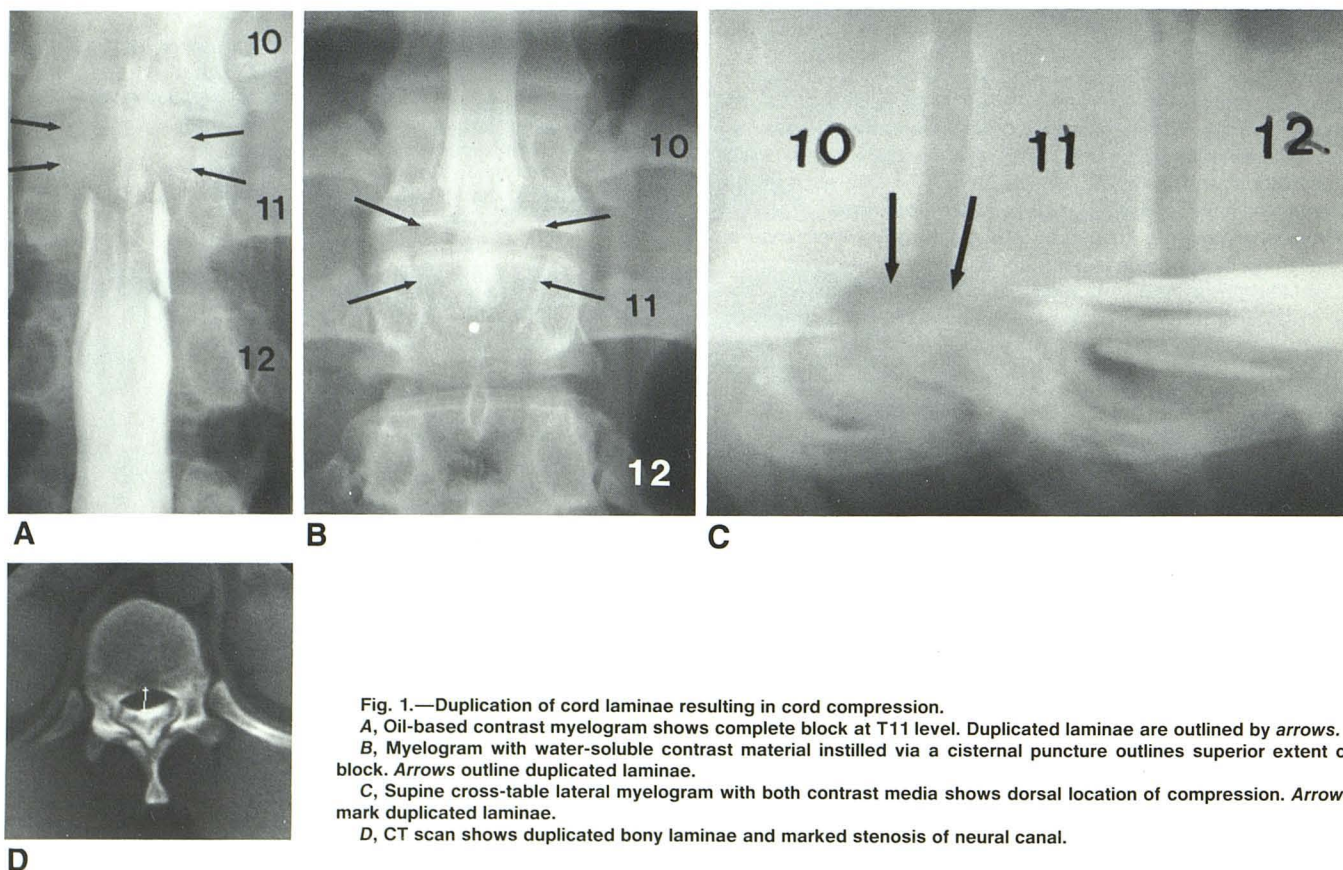 10
11
12
A
10
11
12
B
10
11
12
C
D
Fig. 1.—Duplication of cord laminae resulting in cord compression.
A, Oil-based contrast myelogram shows complete block at T11 level. Duplicated laminae are outlined by arrows.
B, Myelogram with water-soluble contrast material instilled via a cisternal puncture outlines superior extent o
block. Arrows outline duplicated laminae.
C, Supine cross-table lateral myelogram with both contrast media shows dorsal location of compression. Arrow
mark duplicated laminae.
D, CT scan shows duplicated bony laminae and marked stenosis of neural canal.